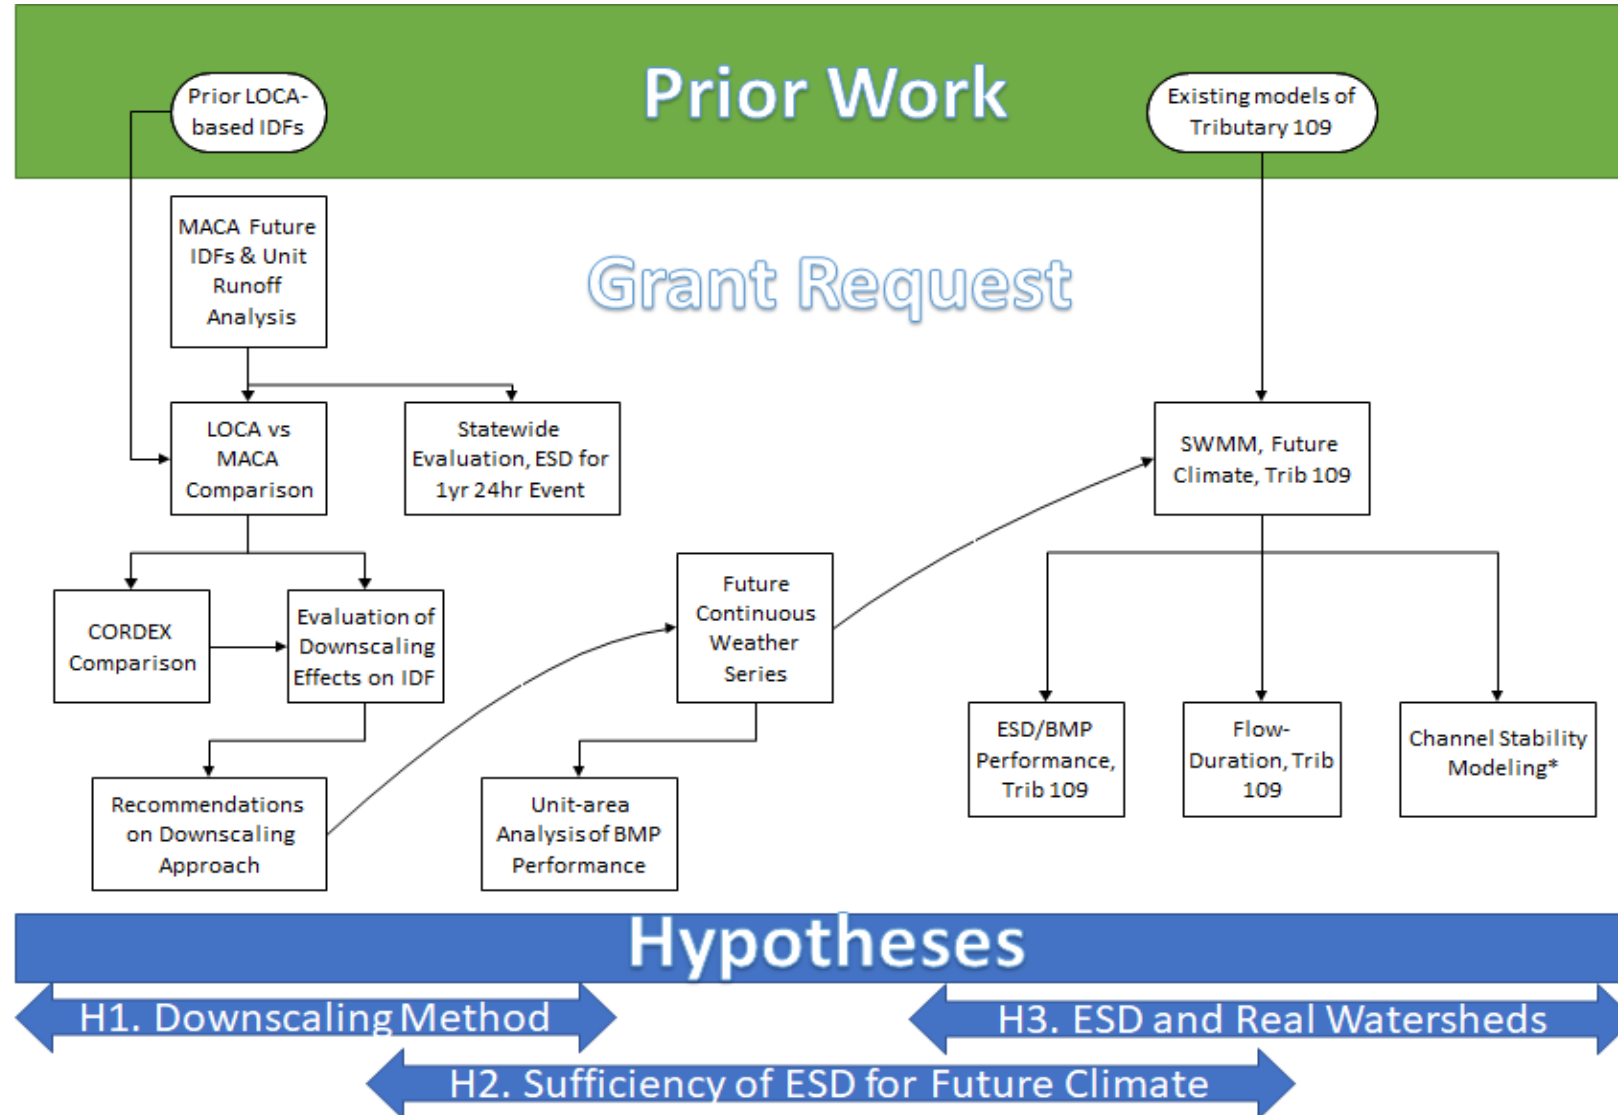 Prior Work
Prior LOCA-
based IDFs
Existing models of
Tributary 109
MACA Future
IDFs & Unit
Runoff
Analysis
Grant Request
LOCA vs
MACA
Comparison
Statewide
Evaluation, ESD for
1yr 24hr Event
SWMM, Future
Climate, Trib 109
CORDEX
Comparison
Evaluation of
Downscaling
Effects on IDF
Future
Continuous
Weather
Series
ESD/BMP
Performance,
Trib 109
Flow-
Duration, Trib
109
Channel Stability
Modeling*
Recommendations
on Downscaling
Approach
Unit-area
Analysis of BMP
Performance
Hypotheses
H1. Downscaling Method
H3. ESD and Real Watersheds
H2. Sufficiency of ESD for Future Climate